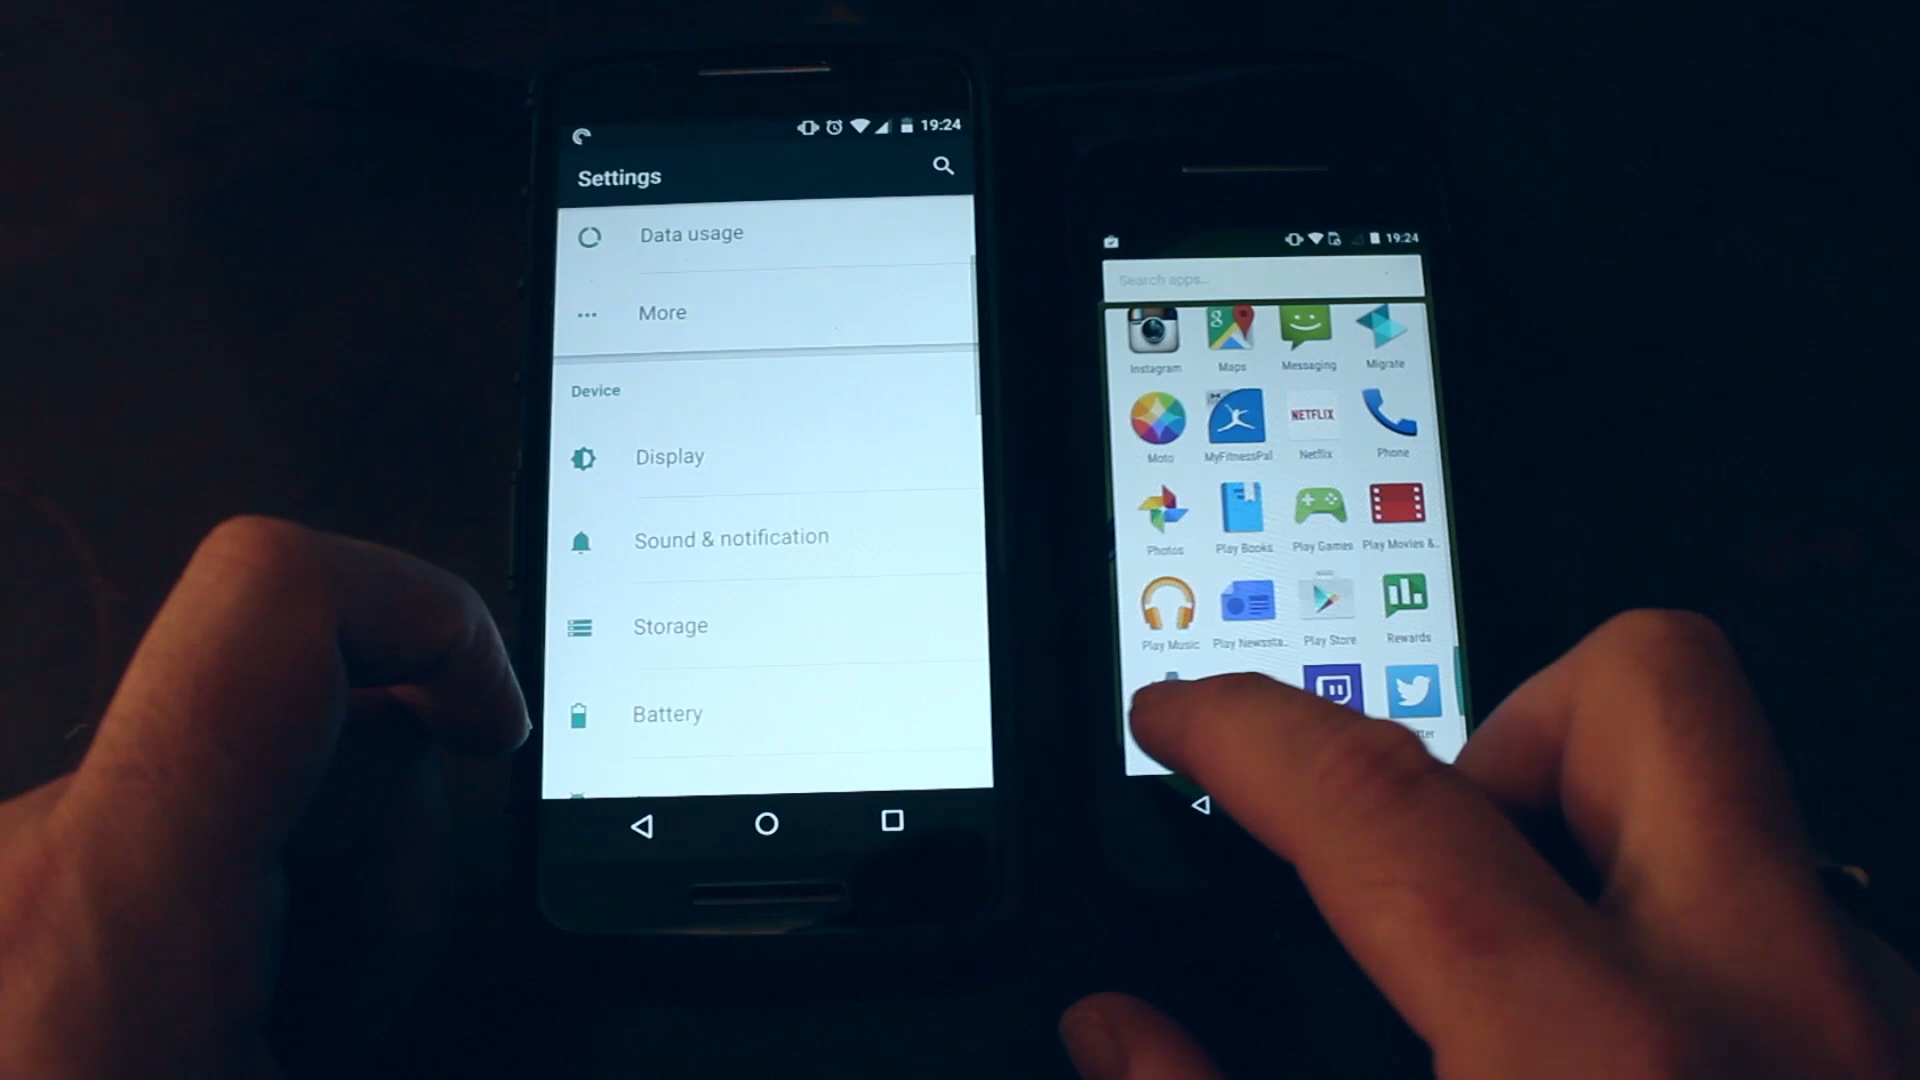 19:24
Settings
Data usage
More
Device
Display
Sound & notification
Storage
Battery
19:24
Search apps...
Instagram Maps Messaging Migrate
NETFLIX
Moto MyFitnessPal Netflix Phone
Photos Play Books Play Games Play Movies &..
Play Music Play Newssta.. Play Store Rewards
tter